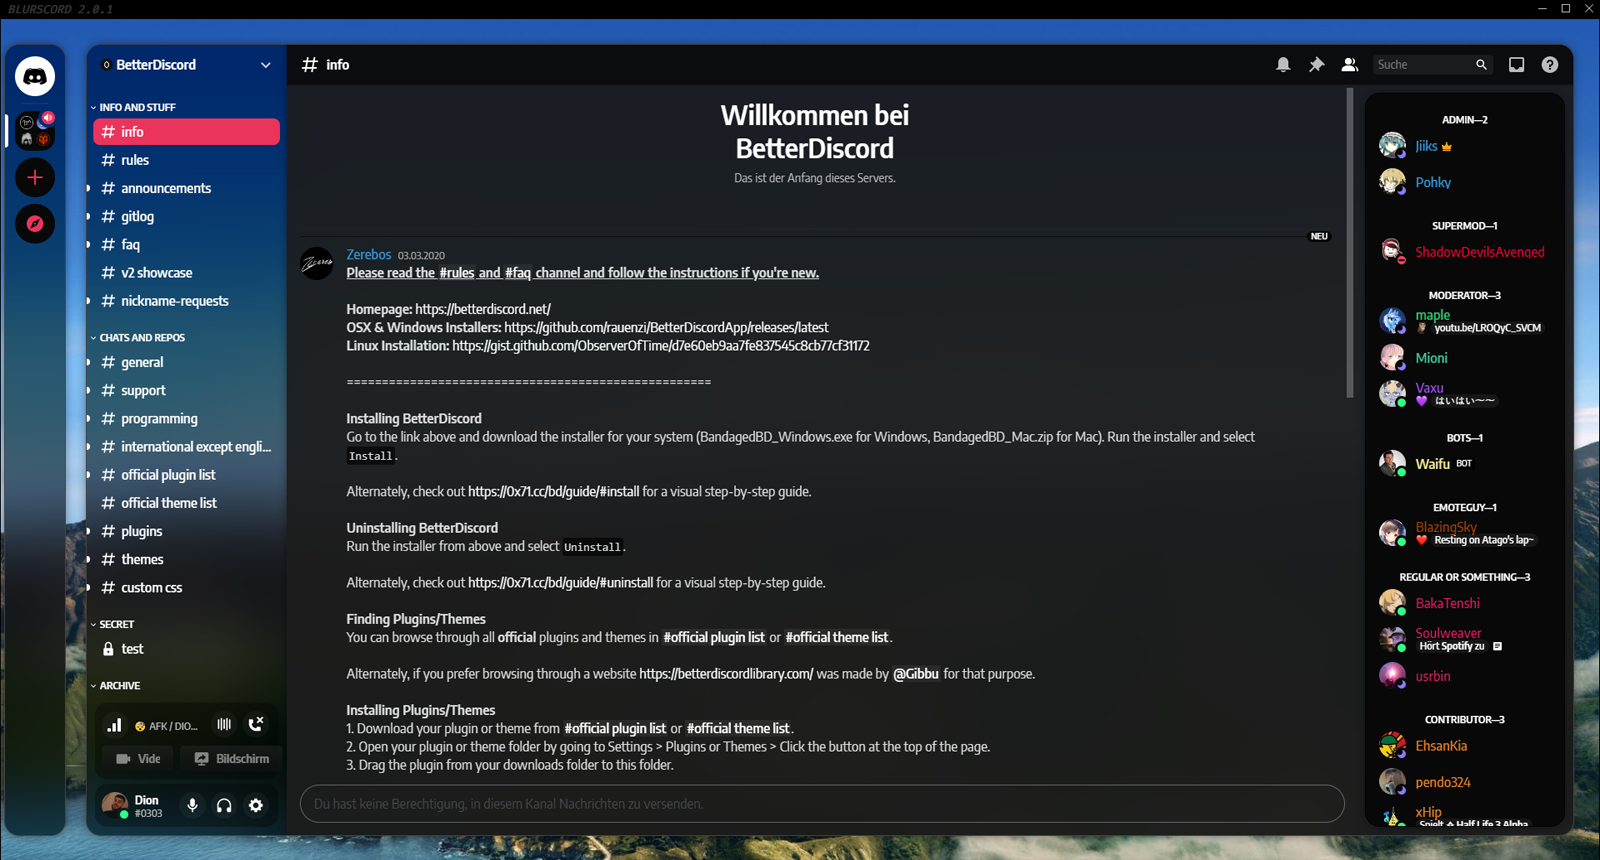 BLURSCORD 2.0.1
BetterDiscord
INFO AND STUFF
# info
# rules
# announcements
# gitlog
# faq
# v2 showcase
# nickname-requests
CHATS AND REPOS
# general
# support
# programming
# international except engli...
# official plugin list
# official theme list
# plugins
# themes
# custom css
SECRET
test
ARCHIVE
AFK / DIO...
Vide
Bildschirm
Dion
#0303
# info
Suche
Willkommen bei
BetterDiscord
Das ist der Anfang dieses Servers.
NEU
Zerebos 03.03.2020
Please read the #rules and #faq channel and follow the instructions if you're new.
Homepage: https://betterdiscord.net/
OSX & Windows Installers: https://github.com/rauenzi/BetterDiscordApp/releases/latest
Linux Installation: https://gist.github.com/ObserverOfTime/d7e60eb9aa7fe837545c8cb77cf31172
====================================================
Installing BetterDiscord
Go to the link above and download the installer for your system (BandagedBD_Windows.exe for Windows, BandagedBD_Mac.zip for Mac). Run the installer and select
Install.
Alternately, check out https://0x71.cc/bd/guide/#install for a visual step-by-step guide.
Uninstalling BetterDiscord
Run the installer from above and select Uninstall.
Alternately, check out https://0x71.cc/bd/guide/#uninstall for a visual step-by-step guide.
Finding Plugins/Themes
You can browse through all official plugins and themes in #official plugin list or #official theme list.
Alternately, if you prefer browsing through a website https://betterdiscordlibrary.com/ was made by @Gibbu for that purpose.
Installing Plugins/Themes
1. Download your plugin or theme from #official plugin list or #official theme list.
2. Open your plugin or theme folder by going to Settings > Plugins or Themes > Click the button at the top of the page.
3. Drag the plugin from your downloads folder to this folder.
Du hast keine Berechtigung, in diesem Kanal Nachrichten zu versenden.
ADMIN—2
Jiiks
Pohky
SUPERMOD—1
ShadowDevilsAvenged
MODERATOR—3
maple
youtu.be/LROQyC_SVCM
Mioni
Vaxu
はいはい〜〜
BOTS—1
Waifu BOT
EMOTEGUY—1
BlazingSky
Resting on Atago's lap~
REGULAR OR SOMETHING—3
BakaTenshi
Soulweaver
Hört Spotify zu
usrbin
CONTRIBUTOR—3
EhsanKia
pendo324
xHip
Spielt Half Life 3 Alpha